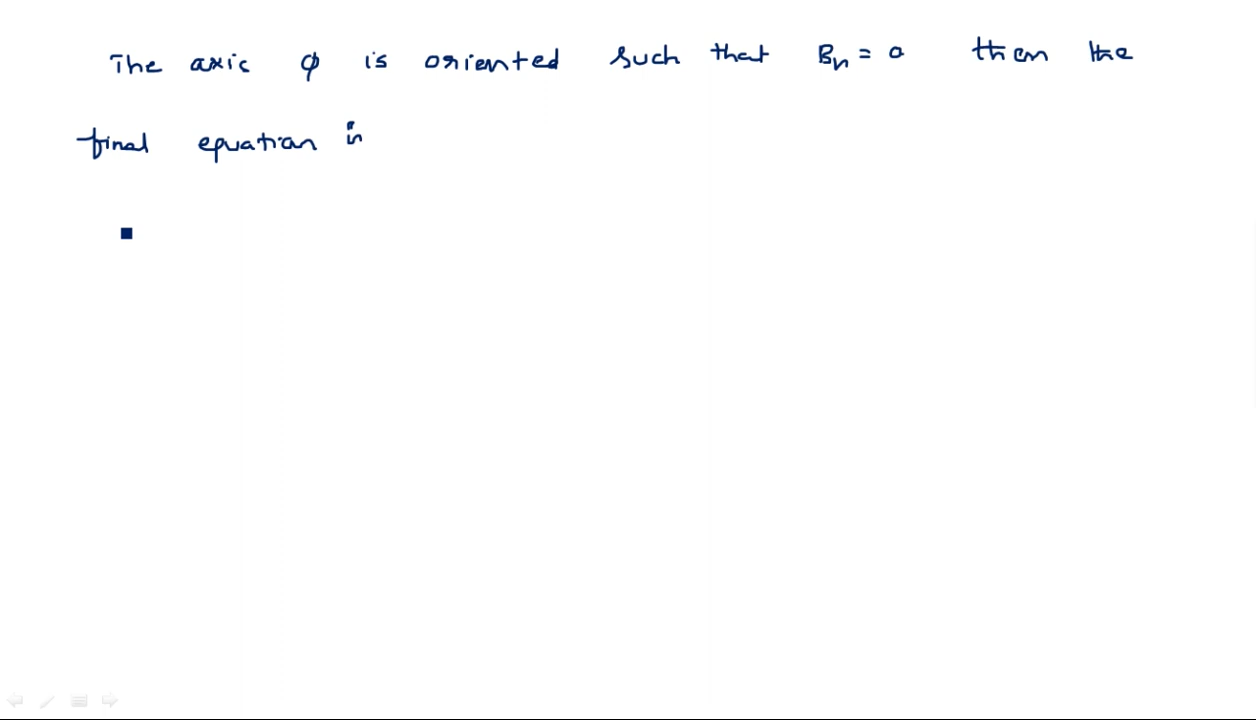 The axis φ is oriented such that Bn = 0 then the
final equation is